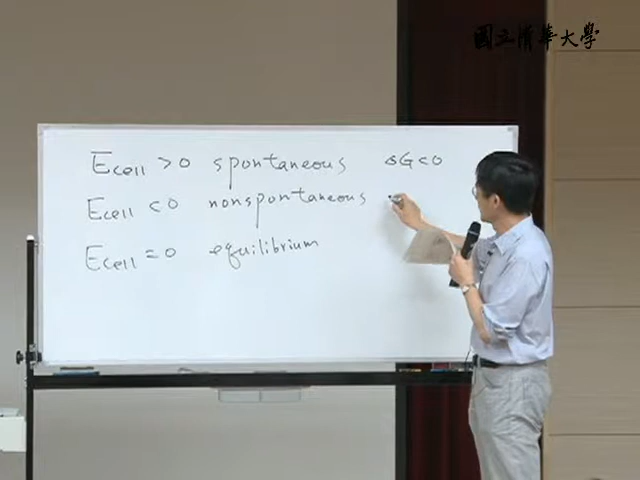 國立清華大學
Ecell > 0 spontaneous ΔG < 0
Ecell < 0 nonspontaneous
Ecell = 0 equilibrium